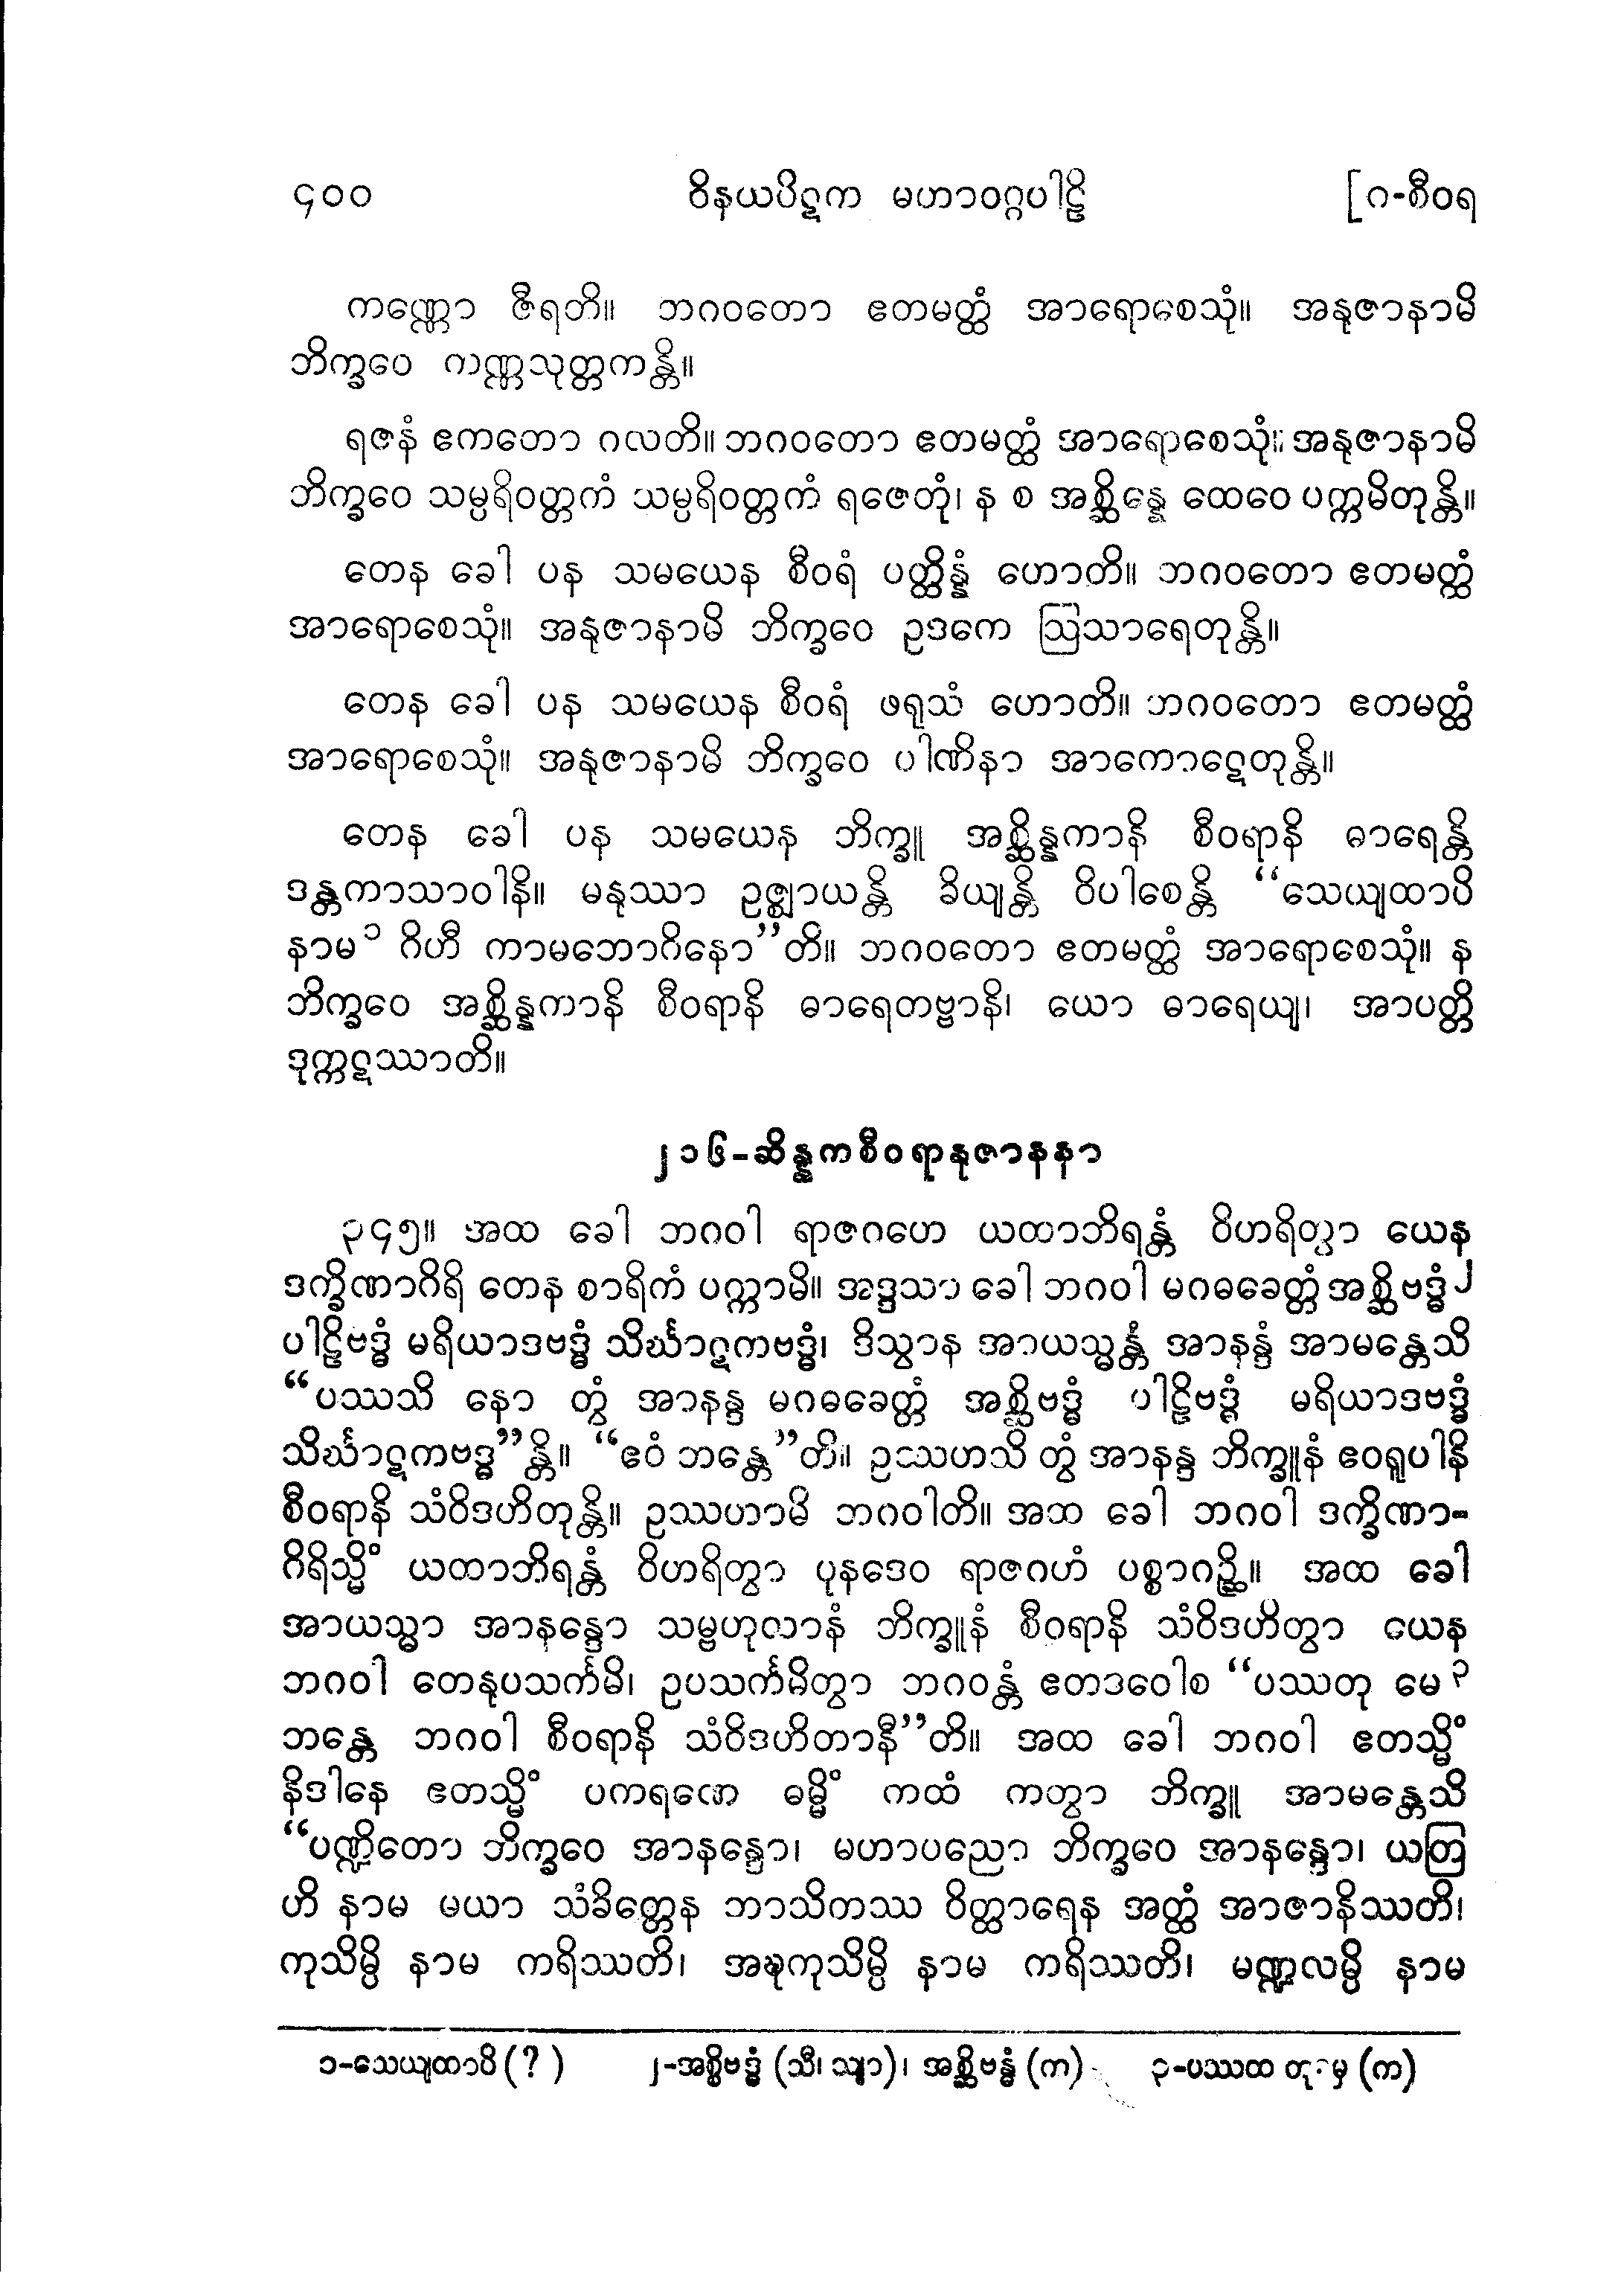 ၄၀၀ ဝိနယပိဋက မဟာဝဂ္ဂပါဠိ [ဂ-စီဝရ
ကဏ္ဏော ဇီရတိ။ ဘဂဝတော ဧတမတ္ထံ အာရောစေသုံ။ အနုဇာနာမိ
ဘိက္ခဝေ ကဏ္ဏသုတ္တကန္တိ။
ရဇနံ ဧကတော ဂလတိ။ ဘဂဝတော ဧတမတ္ထံ အာရောစေသုံ။ အနုဇာနာမိ
ဘိက္ခဝေ သမ္ပရိဝတ္တကံ သမ္ပရိဝတ္တကံ ရဇေတုံ၊ န စ အစ္ဆိန္နေ ထေဝေ ပက္ကမိတုန္တိ။
တေန ခေါ ပန သမယေန စီဝရံ ပတ္ထိန္နံ ဟောတိ။ ဘဂဝတော ဧတမတ္ထံ
အာရောစေသုံ။ အနုဇာနာမိ ဘိက္ခဝေ ဥဒကေ ဩသာရေတုန္တိ။
တေန ခေါ ပန သမယေန စီဝရံ ဖရုသံ ဟောတိ။ ဘဂဝတော ဧတမတ္ထံ
အာရောစေသုံ။ အနုဇာနာမိ ဘိက္ခဝေ ပါဏိနာ အာကောဋေတုန္တိ။
တေန ခေါ ပန သမယေန ဘိက္ခူ အစ္ဆိန္နကာနိ စီဝရာနိ ဓာရေန္တိ
ဒန္တကာသာဝါနိ။ မနုဿာ ဥဇ္ဈာယန္တိ ခိယျန္တိ ဝိပါစေန္တိ “သေယျထာပိ
နာမ၁ ဂိဟီ ကာမဘောဂိနော”တိ။ ဘဂဝတော ဧတမတ္ထံ အာရောစေသုံ။ န
ဘိက္ခဝေ အစ္ဆိန္နကာနိ စီဝရာနိ ဓာရေတဗ္ဗာနိ၊ ယော ဓာရေယျ၊ အာပတ္တိ
ဒုက္ကဋဿာတိ။
၂၁၆-ဆိန္နကစီဝရာနုဇာနနာ
၃၄၅။ အထ ခေါ ဘဂဝါ ရာဇဂဟေ ယထာဘိရန္တံ ဝိဟရိတွာ ယေန
ဒက္ခိဏာဂိရိ တေန စာရိကံ ပက္ကာမိ။ အဒ္ဒသာ ခေါ ဘဂဝါ မဂဓခေတ္တံ အစ္ဆိဗဒ္ဓံ၂
ပါဠိဗဒ္ဓံ မရိယာဒဗဒ္ဓံ သိင်္ဃာဋကဗဒ္ဓံ၊ ဒိသွာန အာယသ္မန္တံ အာနန္ဒံ အာမန္တေသိ
“ပဿသိ နော တွံ အာနန္ဒ မဂဓခေတ္တံ အစ္ဆိဗဒ္ဓံ ပါဠိဗဒ္ဓံ မရိယာဒဗဒ္ဓံ
သိင်္ဃာဋကဗဒ္ဓ”န္တိ။ “ဧဝံ ဘန္တေ”တိ။ ဥဿဟသိ တွံ အာနန္ဒ ဘိက္ခူနံ ဧဝရူပါနိ
စီဝရာနိ သံဝိဒဟိတုန္တိ။ ဥဿဟာမိ ဘဂဝါတိ။ အထ ခေါ ဘဂဝါ ဒက္ခိဏာ-
ဂိရိသ္မိံ ယထာဘိရန္တံ ဝိဟရိတွာ ပုနဒေဝ ရာဇဂဟံ ပစ္စာဂဉ္ဆိ။ အထ ခေါ
အာယသ္မာ အာနန္ဒော သမ္ဗဟုလာနံ ဘိက္ခူနံ စီဝရာနိ သံဝိဒဟိတွာ ယေန
ဘဂဝါ တေနုပသင်္ကမိ၊ ဥပသင်္ကမိတွာ ဘဂဝန္တံ ဧတဒဝေါစ “ပဿတု မေ၃
ဘန္တေ ဘဂဝါ စီဝရာနိ သံဝိဒဟိတာနီ”တိ။ အထ ခေါ ဘဂဝါ ဧတသ္မိံ
နိဒါနေ ဧတသ္မိံ ပကရဏေ ဓမ္မိံ ကထံ ကတွာ ဘိက္ခူ အာမန္တေသိ
“ပဏ္ဍိတော ဘိက္ခဝေ အာနန္ဒော၊ မဟာပညော ဘိက္ခဝေ အာနန္ဒော၊ ယတြ
ဟိ နာမ မယာ သံခိတ္တေန ဘာသိတဿ ဝိတ္ထာရေန အတ္ထံ အာဇာနိဿတိ၊
ကုသိမ္ပိ နာမ ကရိဿတိ၊ အဍ္ဎကုသိမ္ပိ နာမ ကရိဿတိ၊ မဏ္ဍလမ္ပိ နာမ
၁-သေယျထာပိ (?) ၂-အစ္စိဗဒ္ဓံ (သီ၊ သျာ)၊ အစ္ဆိဗန္ဓံ (က) ၃-ပဿထ (က)